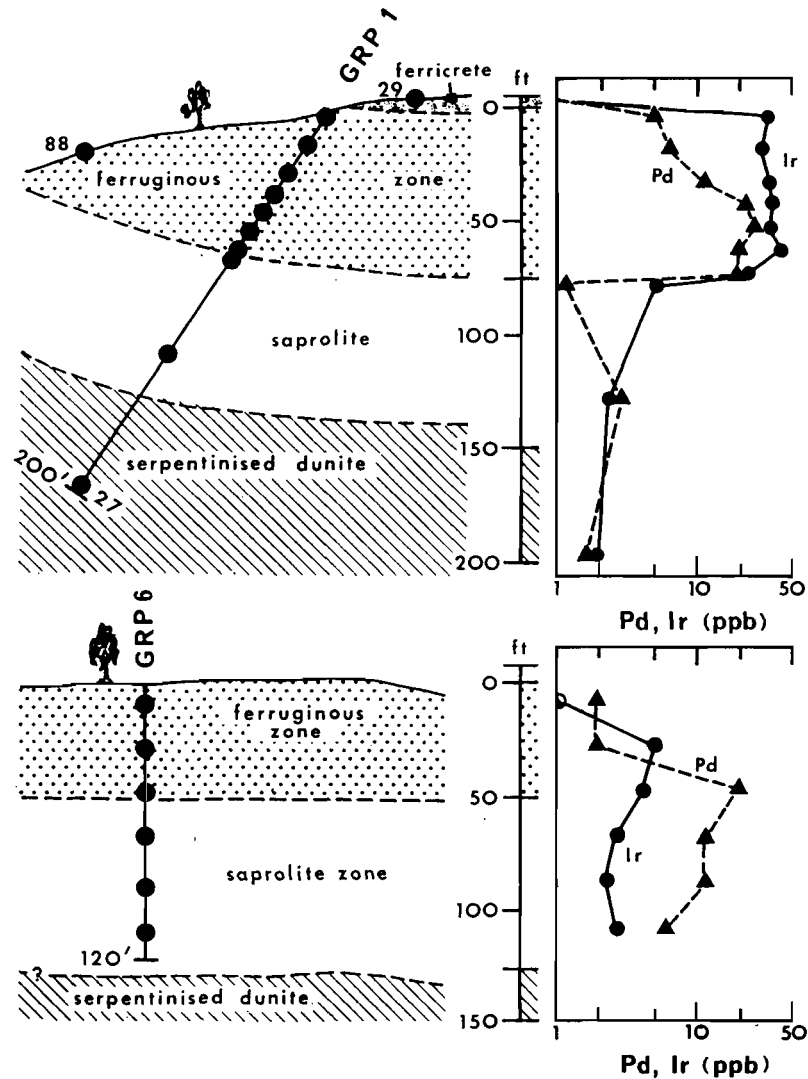 GRP 1
ferricrete
29
88
ferruginous zone
saprolite
serpentinised dunite
200' 27
ft
0
50
100
150
200
Pd
Ir
1 10 50
Pd, Ir (ppb)
GRP 6
ferruginous
zone
saprolite zone
120'
?
serpentinised dunite
ft
0
50
100
150
Pd
Ir
1 10 50
Pd, Ir (ppb)